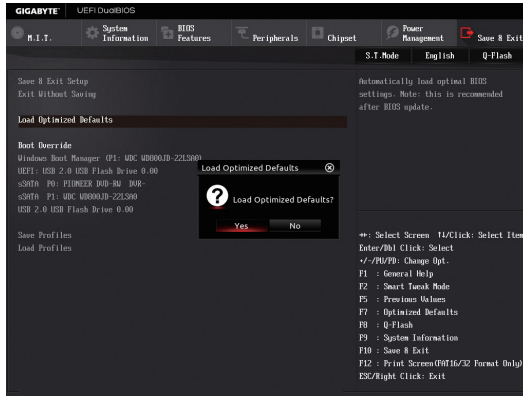 GIGABYTE™ UEFI DualBIOS
M.I.T.
System Information
BIOS Features
Peripherals
Chipset
Power Management
Save & Exit
S.T.Mode English Q-Flash
Save & Exit Setup
Exit Without Saving
Load Optimized Defaults
Boot Override
Windows Boot Manager (P1: WDC WD800JD-22LSA0)
UEFI: USB 2.0 USB Flash Drive 0.00
sSATA P0: PIONEER DVD-RW DVR-
sSATA P1: WDC WD800JD-22LSA0
USB 2.0 USB Flash Drive 0.00
Save Profiles
Load Profiles
Load Optimized Defaults
Load Optimized Defaults?
Yes No
Automatically load optimal BIOS
settings. Note: this is recommended
after BIOS update.
→←: Select Screen ↑↓/Click: Select Item
Enter/Dbl Click: Select
+/-/PU/PD: Change Opt.
F1 : General Help
F2 : Smart Tweak Mode
F5 : Previous Values
F7 : Optimized Defaults
F8 : Q-Flash
F9 : System Information
F10 : Save & Exit
F12 : Print Screen(FAT16/32 Format Only)
ESC/Right Click: Exit